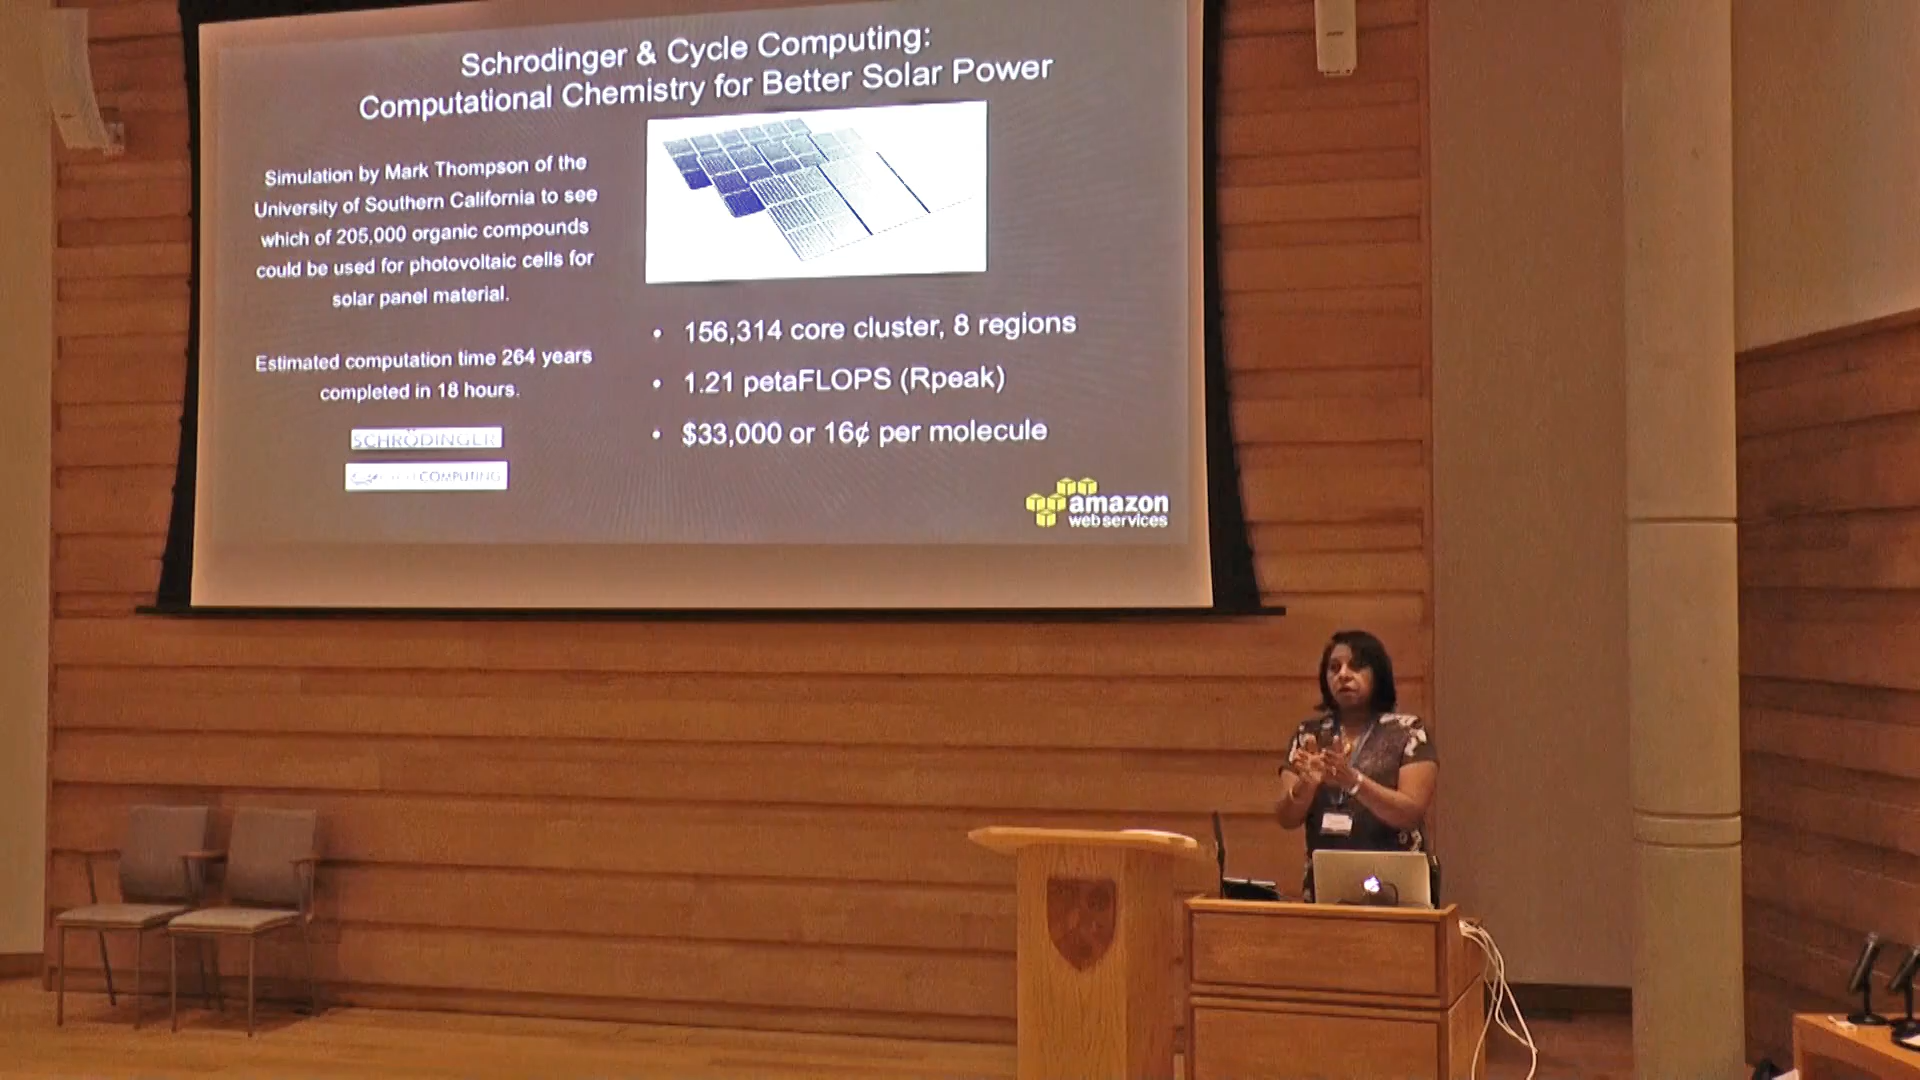 Schrodinger & Cycle Computing:
Computational Chemistry for Better Solar Power
Simulation by Mark Thompson of the
University of Southern California to see
which of 205,000 organic compounds
could be used for photovoltaic cells for
solar panel material.
Estimated computation time 264 years
completed in 18 hours.
SCHRÖDINGER
COMPUTING
• 156,314 core cluster, 8 regions
• 1.21 petaFLOPS (Rpeak)
• $33,000 or 16¢ per molecule
amazon
webservices